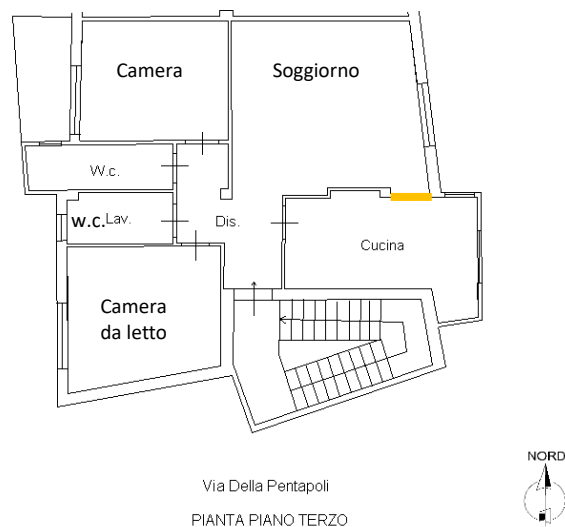 Camera
Soggiorno
W.c.
w.c. Lav.
Dis.
Cucina
Camera
da letto
Via Della Pentapoli
PIANTA PIANO TERZO
NORD